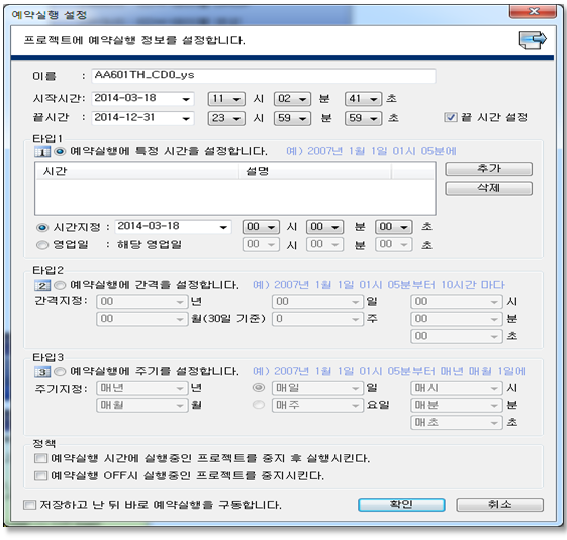 예약실행 설정
프로젝트에 예약실행 정보를 설정합니다.
이름 : AA601TH_CD0_ys
시작시간: 2014-03-18 11 시 02 분 41 초
끝시간 : 2014-12-31 23 시 59 분 59 초 끝 시간 설정
타입1
1 예약실행에 특정 시간을 설정합니다. 예) 2007년 1월 1일 01시 05분에
시간 설명 추가
삭제
시간지정 : 2014-03-18 00 시 00 분 00 초
영업일 : 해당 영업일 00 시 00 분 00 초
타입2
2 예약실행에 간격을 설정합니다. 예) 2007년 1월 1일 01시 05분부터 10시간 마다
간격지정: 00 년 00 일 00 시
00 월(30일 기준) 0 주 00 분
00 초
타입3
3 예약실행에 주기를 설정합니다. 예) 2007년 1월 1일 01시 05분부터 매년 매월 1일에
주기지정: 매년 년 매일 일 매시 시
매월 월 매주 요일 매분 분
매초 초
정책
예약실행 시간에 실행중인 프로젝트를 중지 후 실행시킨다.
예약실행 OFF시 실행중인 프로젝트를 중지시킨다.
저장하고 난 뒤 바로 예약실행을 구동합니다. 확인 취소